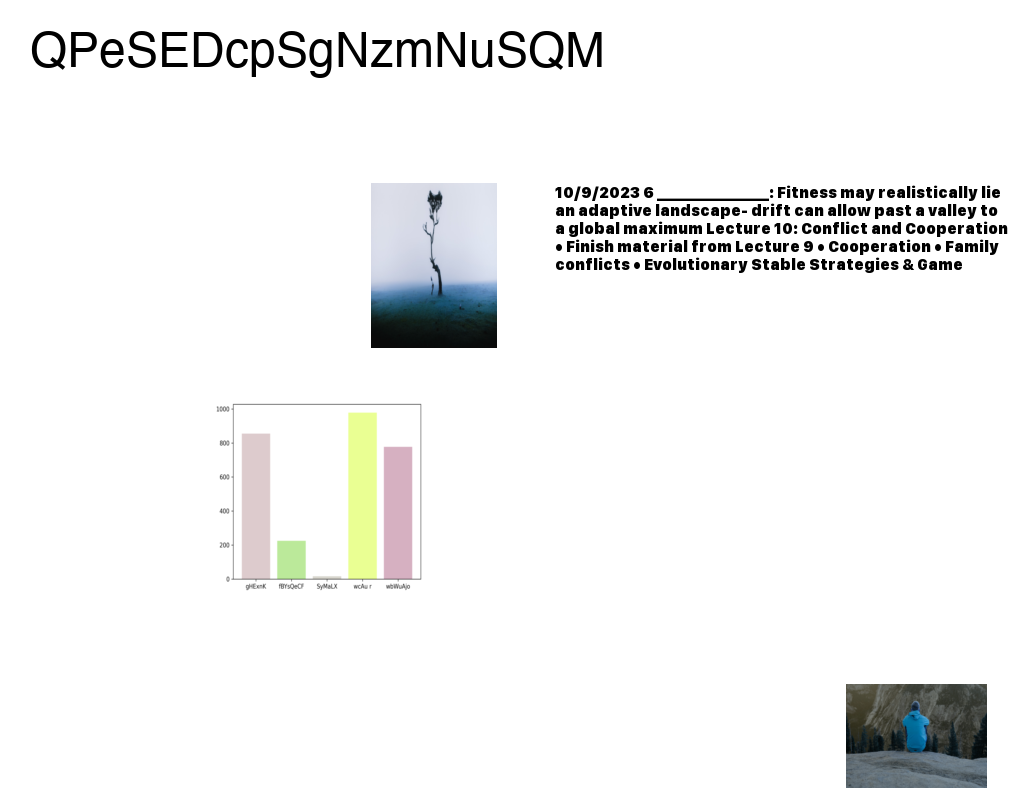 QPeSEDcpSgNzmNuSQM
10/9/2023 6 ______________: Fitness may realistically lie
an adaptive landscape- drift can allow past a valley to
a global maximum Lecture 10: Conflict and Cooperation
• Finish material from Lecture 9 • Cooperation • Family
conflicts • Evolutionary Stable Strategies & Game
1000
800
600
400
200
0
gHExnK fBYsQeCf SyMaLX wcAu r wbWuAjo